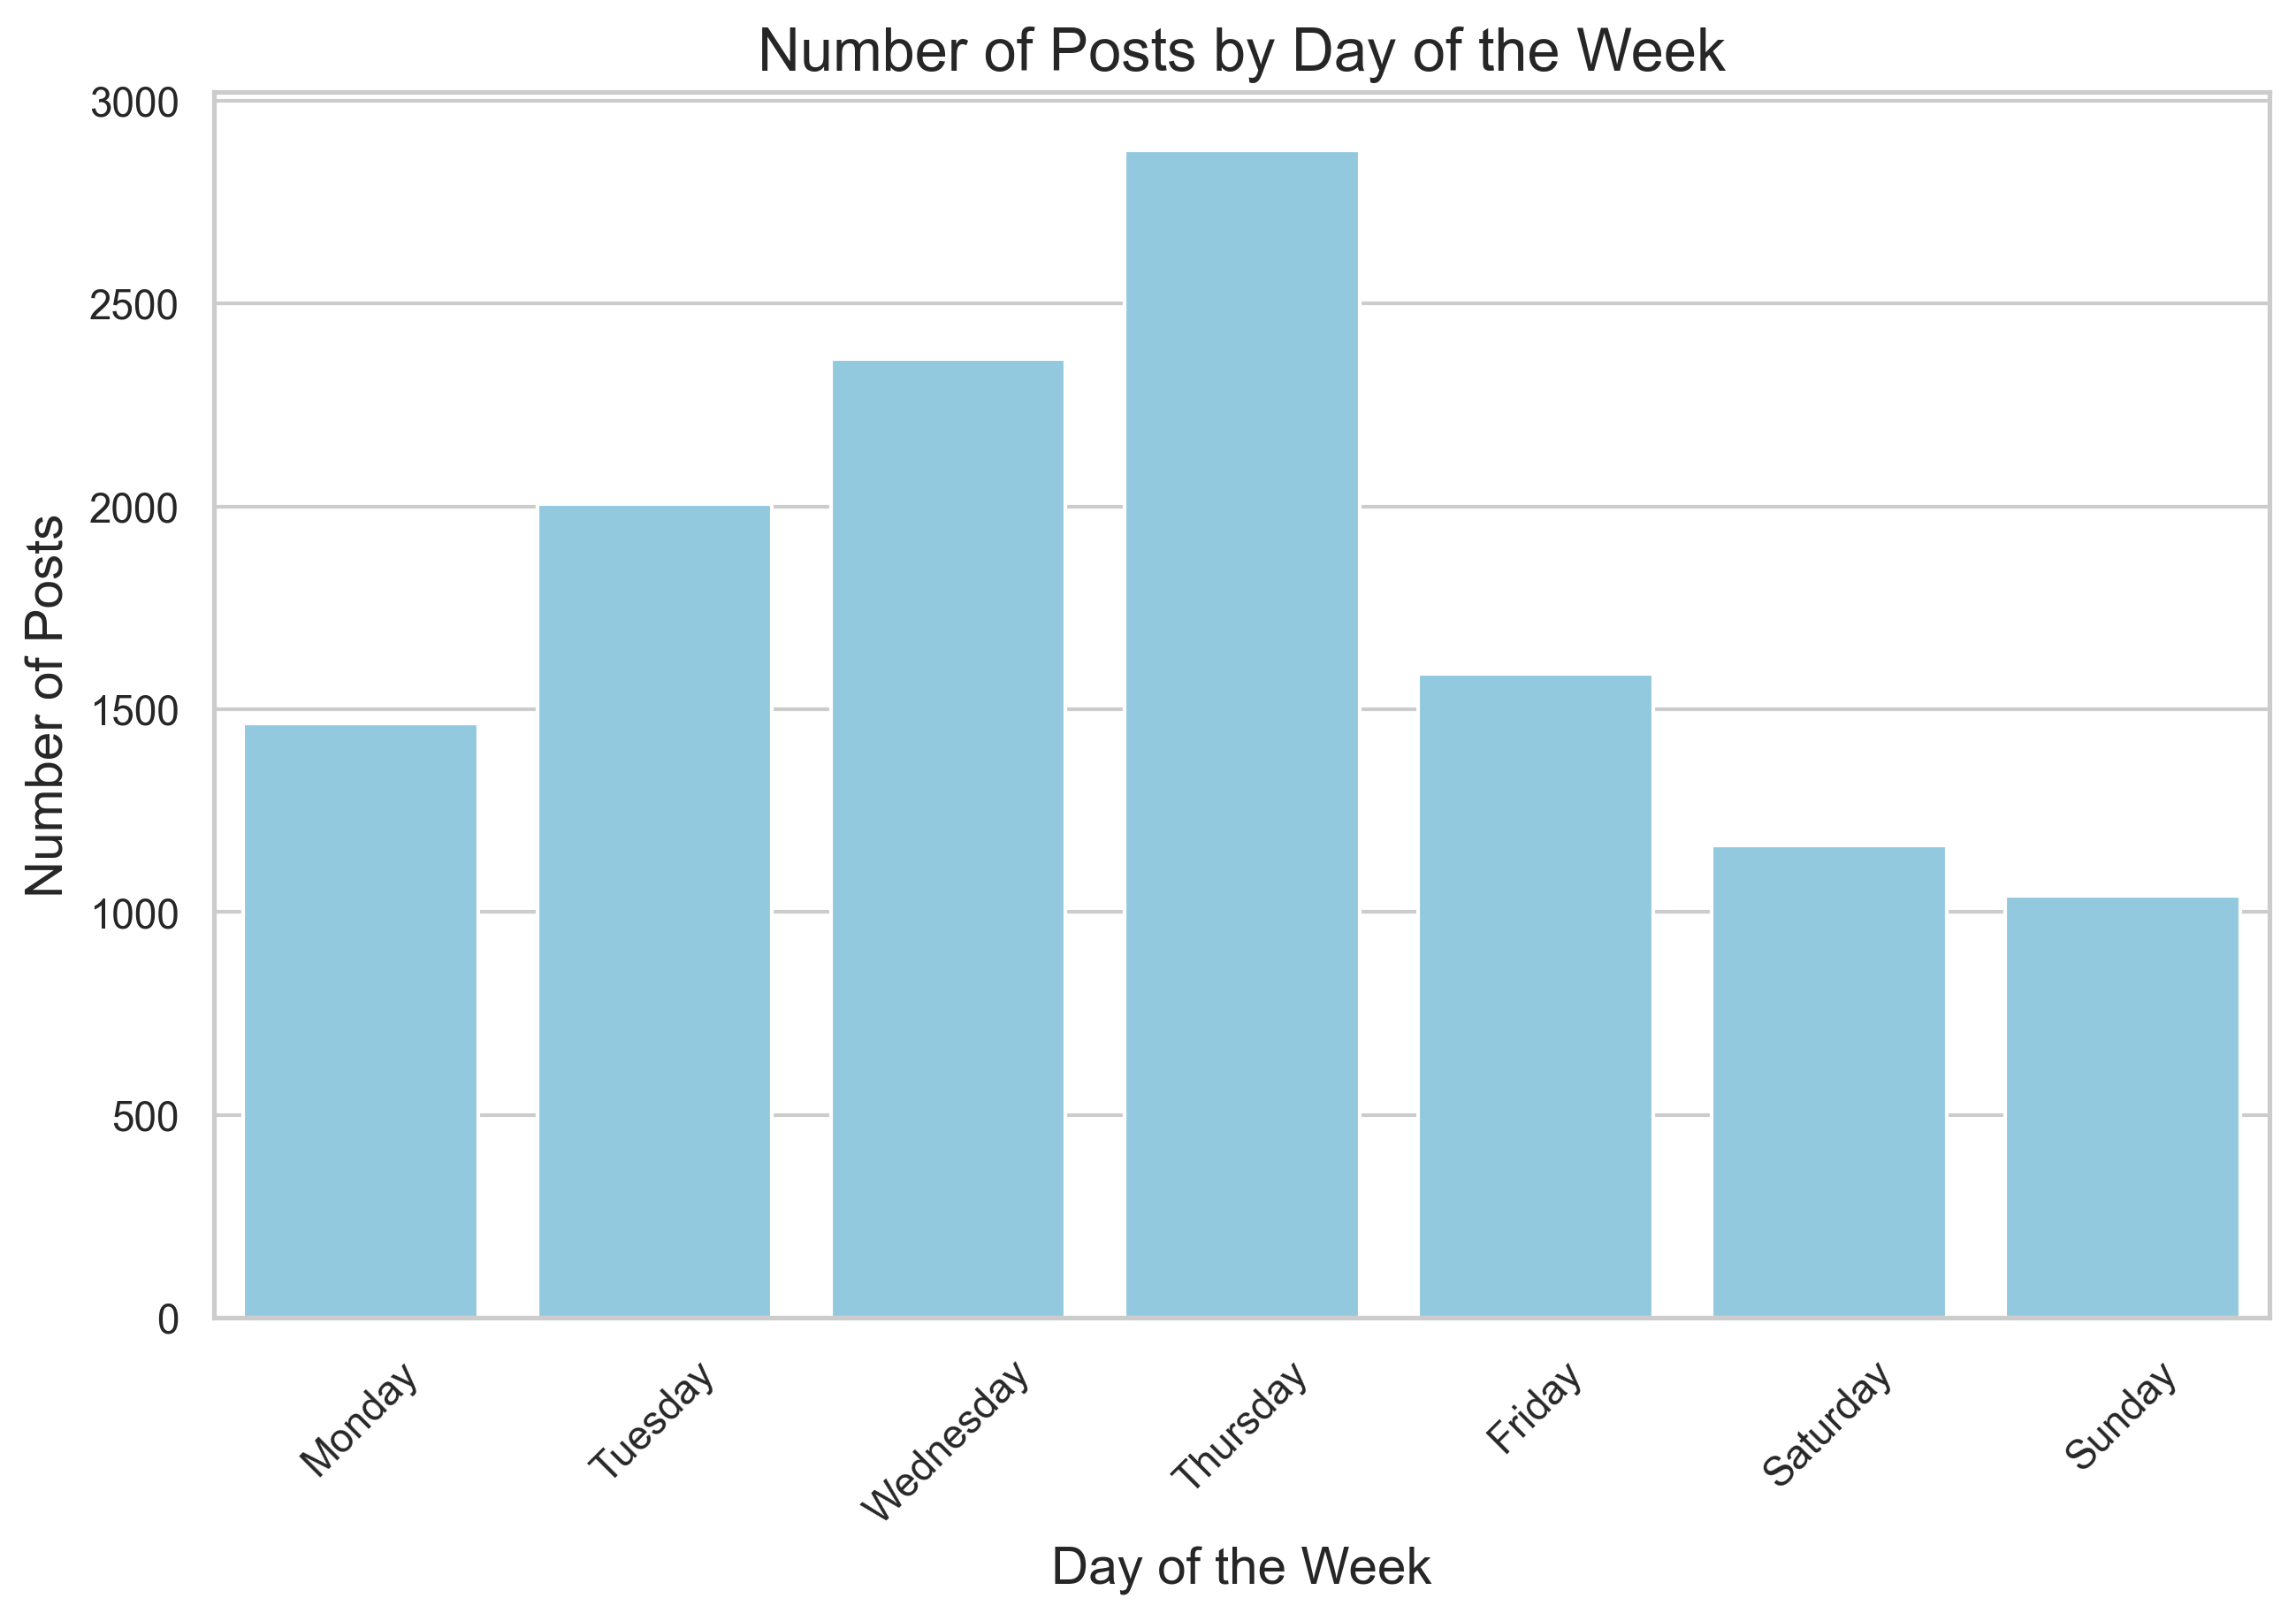 Number of Posts by Day of the Week
3000
2500
2000
1500
1000
500
0
Number of Posts
Monday
Tuesday
Wednesday
Thursday
Friday
Saturday
Sunday
Day of the Week